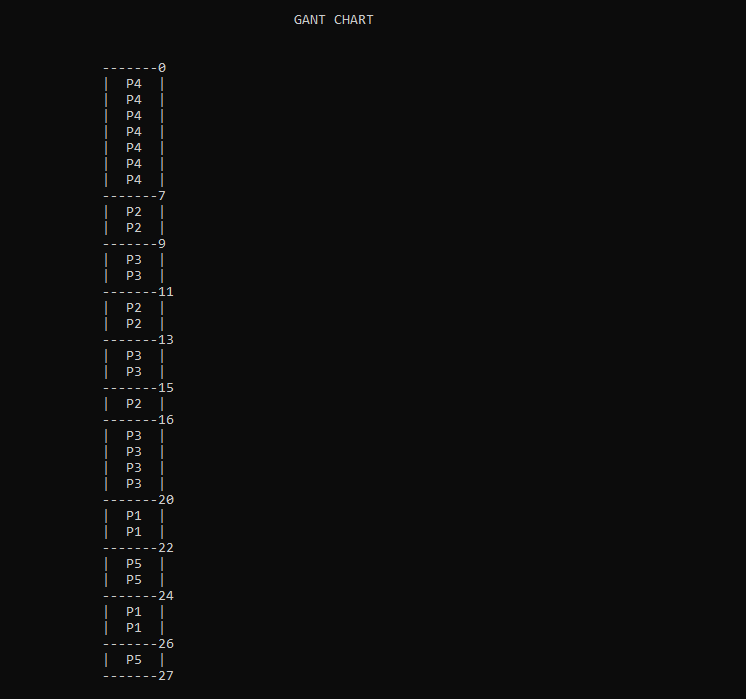 GANT CHART
-------0
|  P4  |
|  P4  |
|  P4  |
|  P4  |
|  P4  |
|  P4  |
|  P4  |
-------7
|  P2  |
|  P2  |
-------9
|  P3  |
|  P3  |
-------11
|  P2  |
|  P2  |
-------13
|  P3  |
|  P3  |
-------15
|  P2  |
-------16
|  P3  |
|  P3  |
|  P3  |
|  P3  |
-------20
|  P1  |
|  P1  |
-------22
|  P5  |
|  P5  |
-------24
|  P1  |
|  P1  |
-------26
|  P5  |
-------27